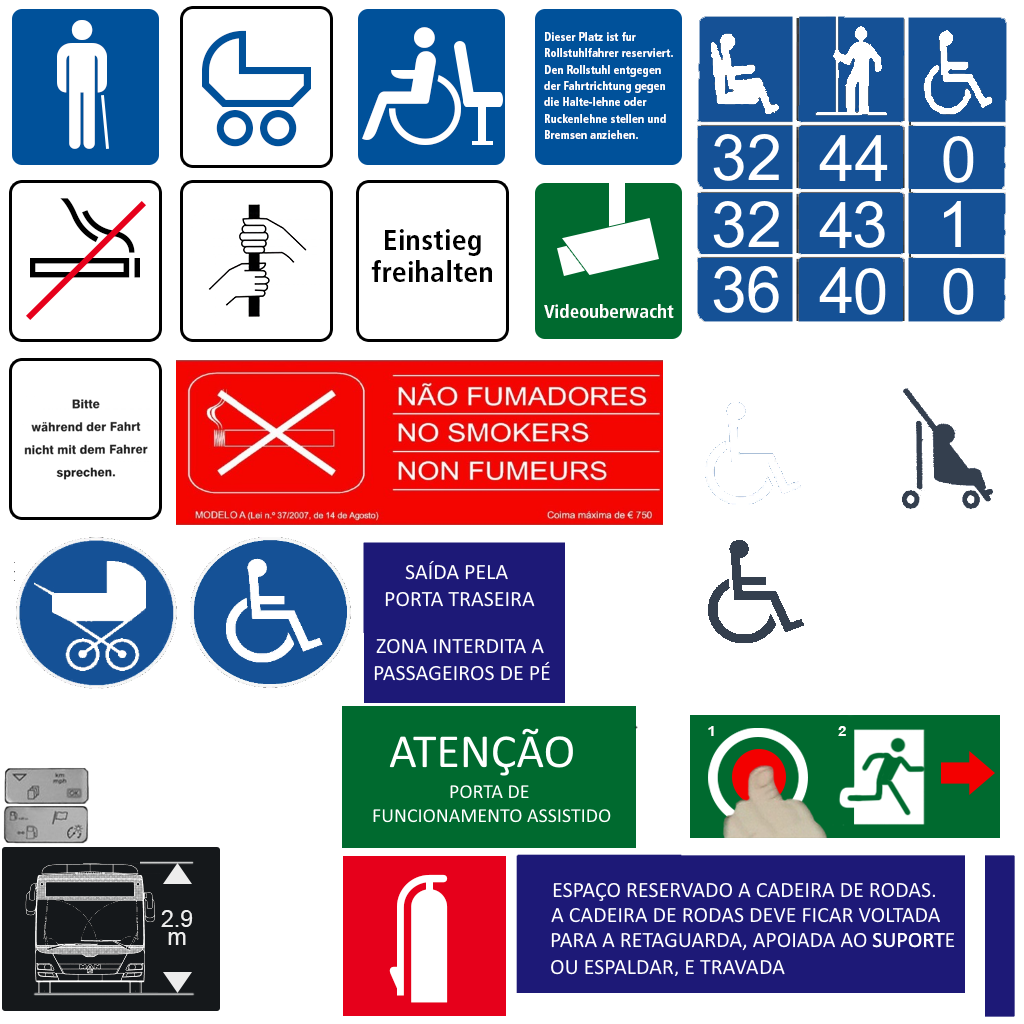 Dieser Platz ist fur
Rollstuhlfahrer reserviert.
Den Rollstuhl entgegen
der Fahrtrichtung gegen
die Halte-lehne oder
Ruckenlehne stellen und
Bremsen anziehen.
32 44 0
32 43 1
36 40 0
Einstieg
freihalten
Videouberwacht
Bitte
während der Fahrt
nicht mit dem Fahrer
sprechen.
NÃO FUMADORES
NO SMOKERS
NON FUMEURS
MODELO A (Lei n.º 37/2007, de 14 de Agosto)
Coima máxima de € 750
SAÍDA PELA
PORTA TRASEIRA
ZONA INTERDITA A
PASSAGEIROS DE PÉ
ATENÇÃO
PORTA DE
FUNCIONAMENTO ASSISTIDO
1 2
km
mph
2.9
m
ESPAÇO RESERVADO A CADEIRA DE RODAS.
A CADEIRA DE RODAS DEVE FICAR VOLTADA
PARA A RETAGUARDA, APOIADA AO SUPORTE
OU ESPALDAR, E TRAVADA